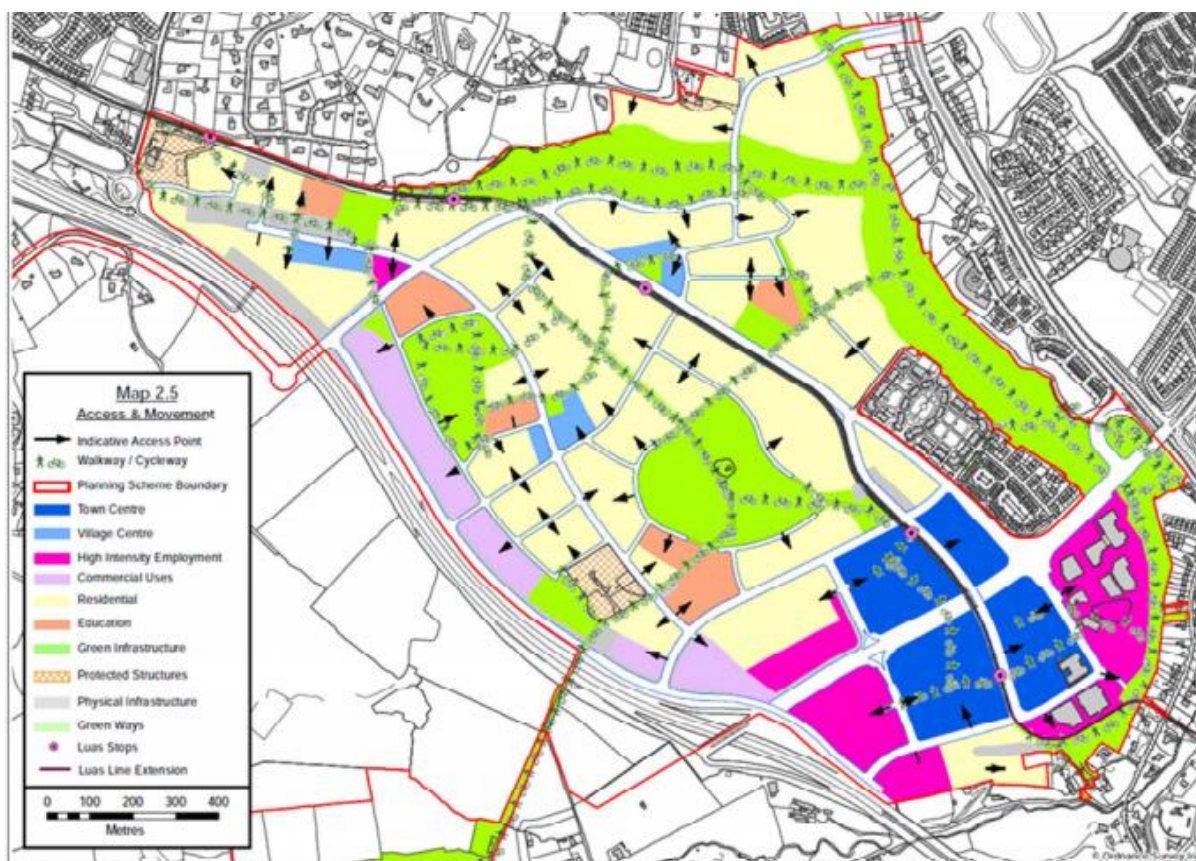 Map 2.5
Access & Movement
Indicative Access Point
Walkway / Cycleway
Planning Scheme Boundary
Town Centre
Village Centre
High Intensity Employment
Commercial Uses
Residential
Education
Green Infrastructure
Protected Structures
Physical Infrastructure
Green Ways
Luas Stops
Luas Line Extension
0 100 200 300 400
Metres
© Ordnance Survey